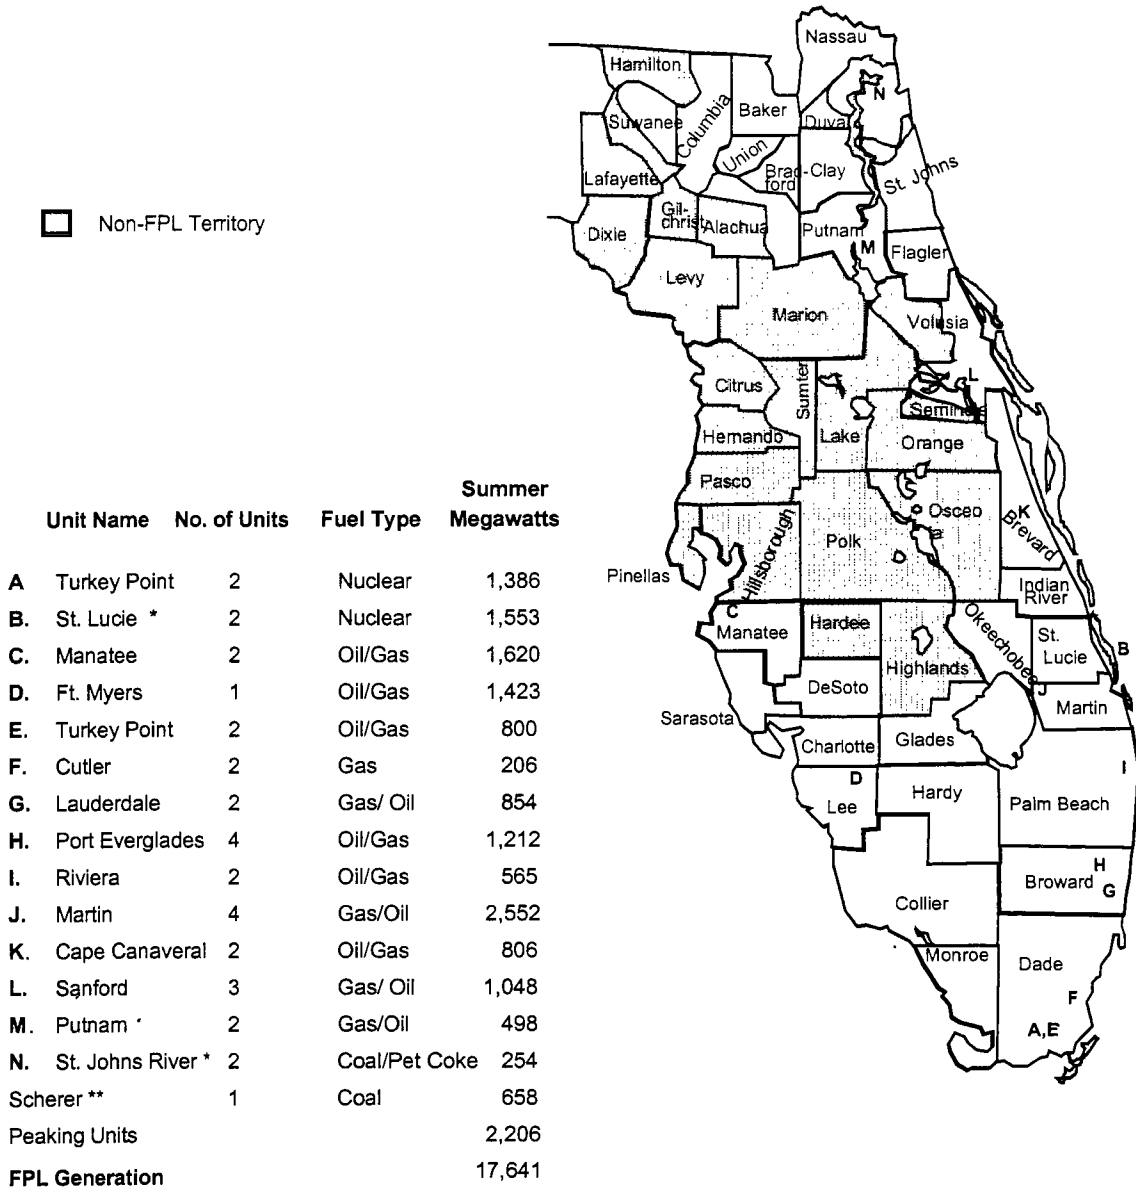 Non-FPL Territory
Unit Name No. of Units Fuel Type Summer Megawatts
A Turkey Point 2 Nuclear 1,386
B. St. Lucie * 2 Nuclear 1,553
C. Manatee 2 Oil/Gas 1,620
D. Ft. Myers 1 Oil/Gas 1,423
E. Turkey Point 2 Oil/Gas 800
F. Cutler 2 Gas 206
G. Lauderdale 2 Gas/ Oil 854
H. Port Everglades 4 Oil/Gas 1,212
I. Riviera 2 Oil/Gas 565
J. Martin 4 Gas/Oil 2,552
K. Cape Canaveral 2 Oil/Gas 806
L. Sanford 3 Gas/ Oil 1,048
M. Putnam 2 Gas/Oil 498
N. St. Johns River * 2 Coal/Pet Coke 254
Scherer ** 1 Coal 658
Peaking Units 2,206
FPL Generation 17,641
Nassau
Hamilton
N
Baker
Columbia
Suwanee
Duval
Union
Brad-
ford
Clay
St. Johns
Lafayette
Gil-
christ
Alachua
Putnam
M
Dixie
Flagler
Levy
Marion
Volusia
L
Citrus
Sumter
Seminole
Hernando
Lake
Orange
Pasco
K
Osceo
la
Brevard
Polk
Hillsborough
Pinellas
Indian
River
C
Manatee
Hardee
Okeechobee
St.
Lucie
B
Highlands
DeSoto
J
Martin
Sarasota
Charlotte
Glades
I
D
Lee
Hardy
Palm Beach
H
Broward
G
Collier
Monroe
Dade
F
A,E